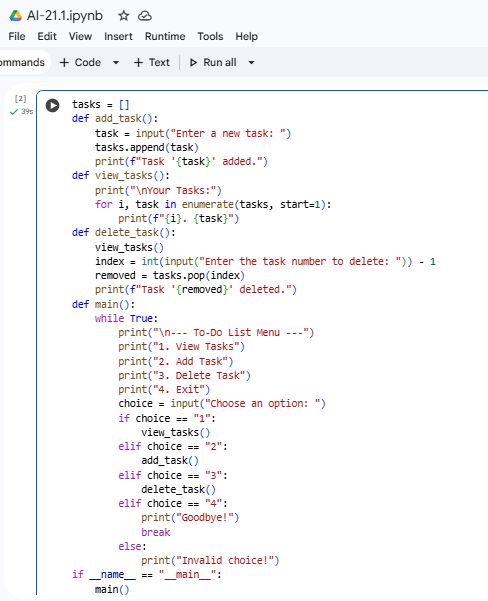 AI-21.1.ipynb
File Edit View Insert Runtime Tools Help
ommands + Code + Text Run all
[2]
39s
tasks = []
def add_task():
    task = input("Enter a new task: ")
    tasks.append(task)
    print(f"Task '{task}' added.")
def view_tasks():
    print("\nYour Tasks:")
    for i, task in enumerate(tasks, start=1):
        print(f"{i}. {task}")
def delete_task():
    view_tasks()
    index = int(input("Enter the task number to delete: ")) - 1
    removed = tasks.pop(index)
    print(f"Task '{removed}' deleted.")
def main():
    while True:
        print("\n--- To-Do List Menu ---")
        print("1. View Tasks")
        print("2. Add Task")
        print("3. Delete Task")
        print("4. Exit")
        choice = input("Choose an option: ")
        if choice == "1":
            view_tasks()
        elif choice == "2":
            add_task()
        elif choice == "3":
            delete_task()
        elif choice == "4":
            print("Goodbye!")
            break
        else:
            print("Invalid choice!")
if __name__ == "__main__":
    main()